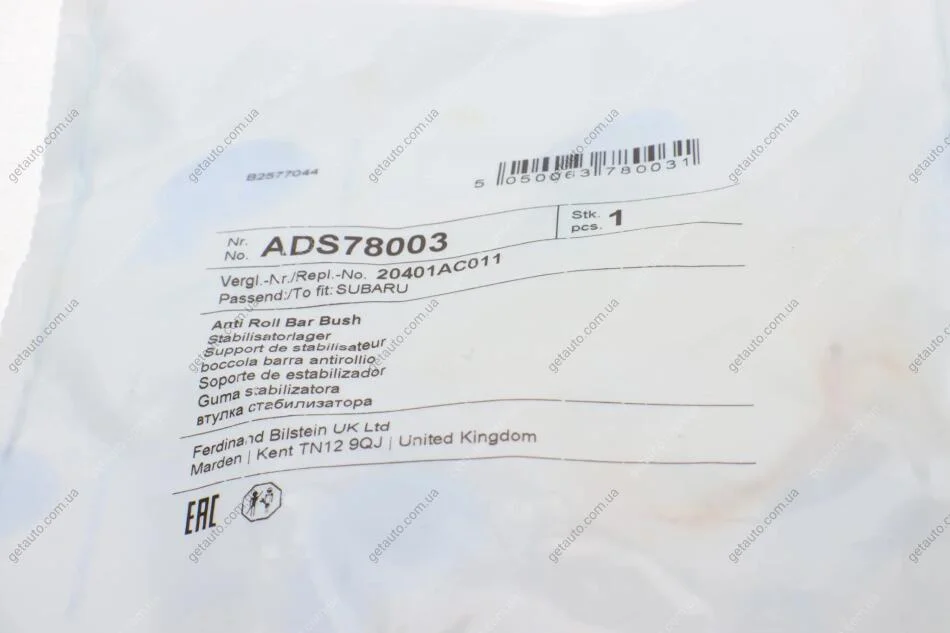 B2577044
5 050063 780031
Nr.
No. ADS78003
Stk.
pcs. 1
Vergl.-Nr./Repl.-No. 20401AC011
Passend:/To fit: SUBARU
Anti Roll Bar Bush
Stabilisatorlager
Support de stabilisateur
boccola barra antirollio
Soporte de estabilizador
Guma stabilizatora
втулка стабилизатора
Ferdinand Bilstein UK Ltd
Marden | Kent TN12 9QJ | United Kingdom
EAC
getauto.com.ua